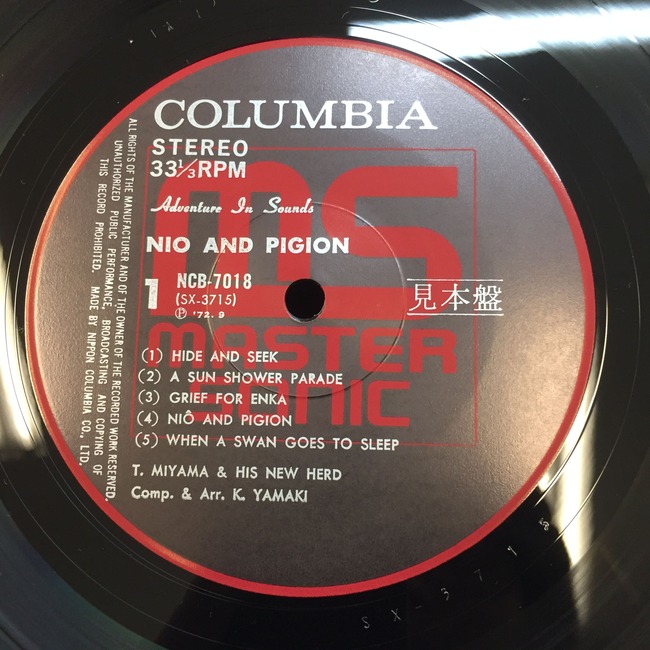 COLUMBIA
STEREO
33 1/3 RPM
MS
Adventure In Sounds
NIO AND PIGION
1
NCB-7018
(SX-3715)
Ⓟ '72. 9
見本盤
MASTER
SONIC
(1) HIDE AND SEEK
(2) A SUN SHOWER PARADE
(3) GRIEF FOR ENKA
(4) NIÔ AND PIGION
(5) WHEN A SWAN GOES TO SLEEP
T. MIYAMA & HIS NEW HERD
Comp. & Arr. K. YAMAKI
ALL RIGHTS OF THE MANUFACTURER AND OF THE OWNER OF THE RECORDED WORK RESERVED.
UNAUTHORIZED PUBLIC PERFORMANCE, BROADCASTING AND COPYING OF
THIS RECORD PROHIBITED. MADE BY NIPPON COLUMBIA CO., LTD.
SX-3715